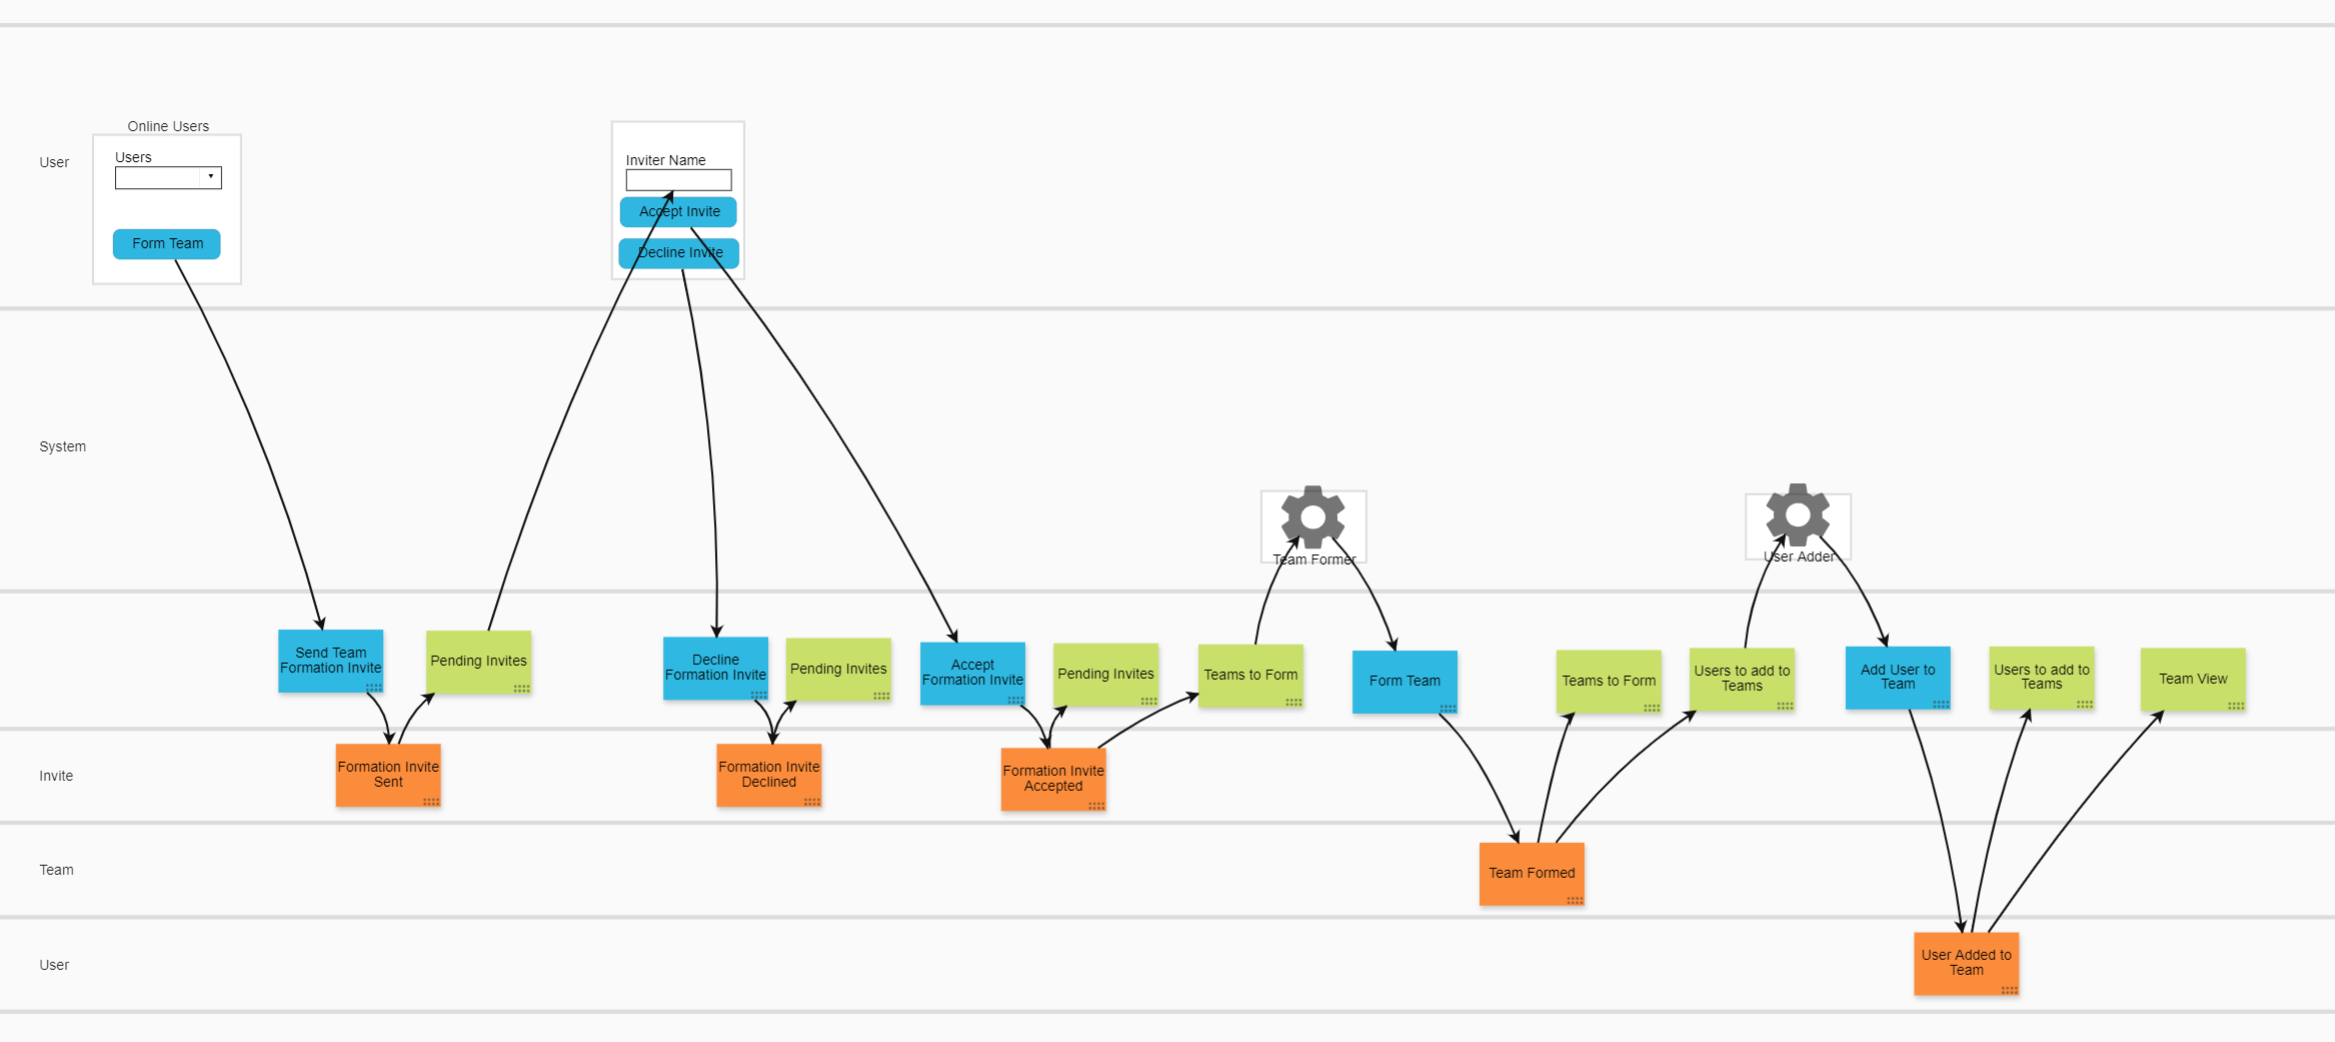 Online Users
User
Users
Form Team
Inviter Name
Accept Invite
Decline Invite
System
Team Former
User Adder
Send Team
Formation Invite
Pending Invites
Decline
Formation Invite
Pending Invites
Accept
Formation Invite
Pending Invites
Teams to Form
Form Team
Teams to Form
Users to add to
Teams
Add User to
Team
Users to add to
Teams
Team View
Invite
Formation Invite
Sent
Formation Invite
Declined
Formation Invite
Accepted
Team
Team Formed
User
User Added to
Team